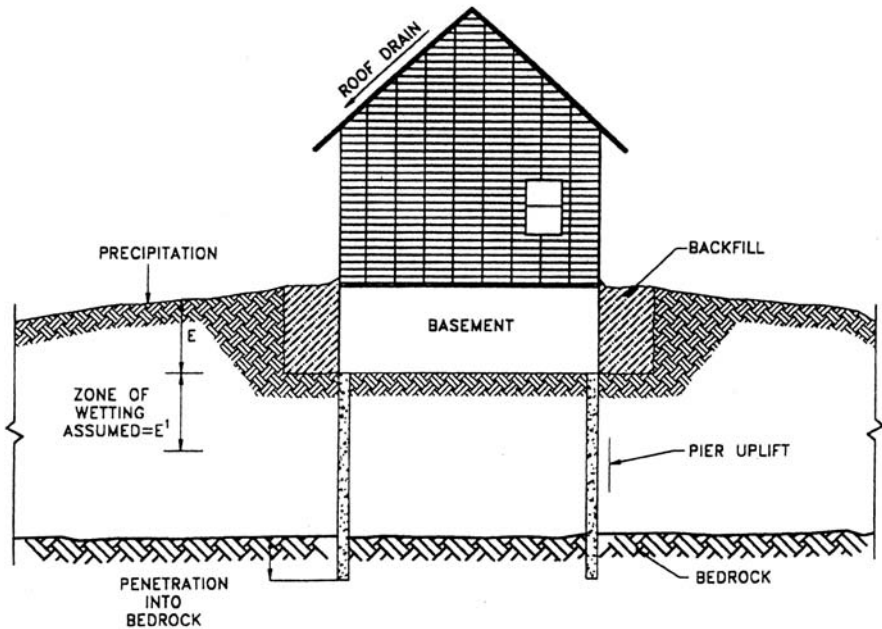 ROOF DRAIN
PRECIPITATION
BACKFILL
E
BASEMENT
ZONE OF
WETTING
ASSUMED=E¹
PIER UPLIFT
PENETRATION
INTO
BEDROCK
BEDROCK